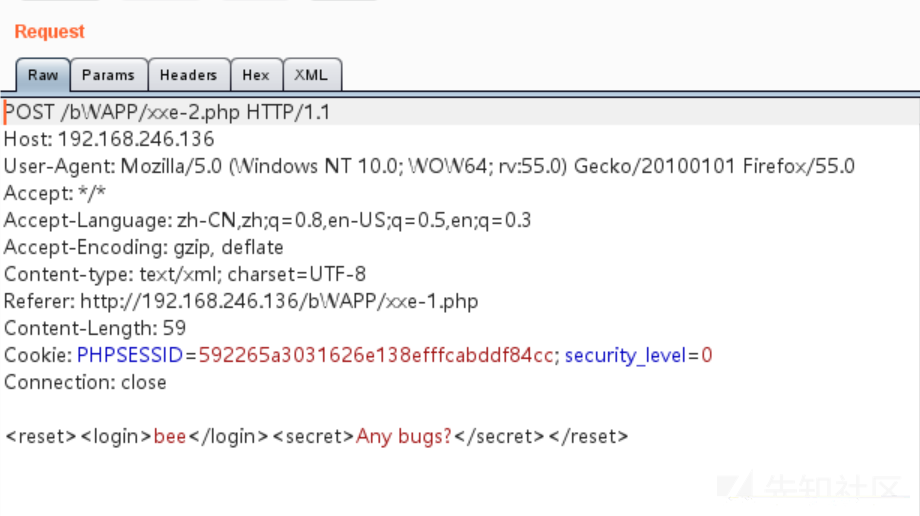 Request
Raw Params Headers Hex XML
POST /bWAPP/xxe-2.php HTTP/1.1
Host: 192.168.246.136
User-Agent: Mozilla/5.0 (Windows NT 10.0; WOW64; rv:55.0) Gecko/20100101 Firefox/55.0
Accept: */*
Accept-Language: zh-CN,zh;q=0.8,en-US;q=0.5,en;q=0.3
Accept-Encoding: gzip, deflate
Content-type: text/xml; charset=UTF-8
Referer: http://192.168.246.136/bWAPP/xxe-1.php
Content-Length: 59
Cookie: PHPSESSID=592265a3031626e138efffcabddf84cc; security_level=0
Connection: close
<reset><login>bee</login><secret>Any bugs?</secret></reset>
先知社区